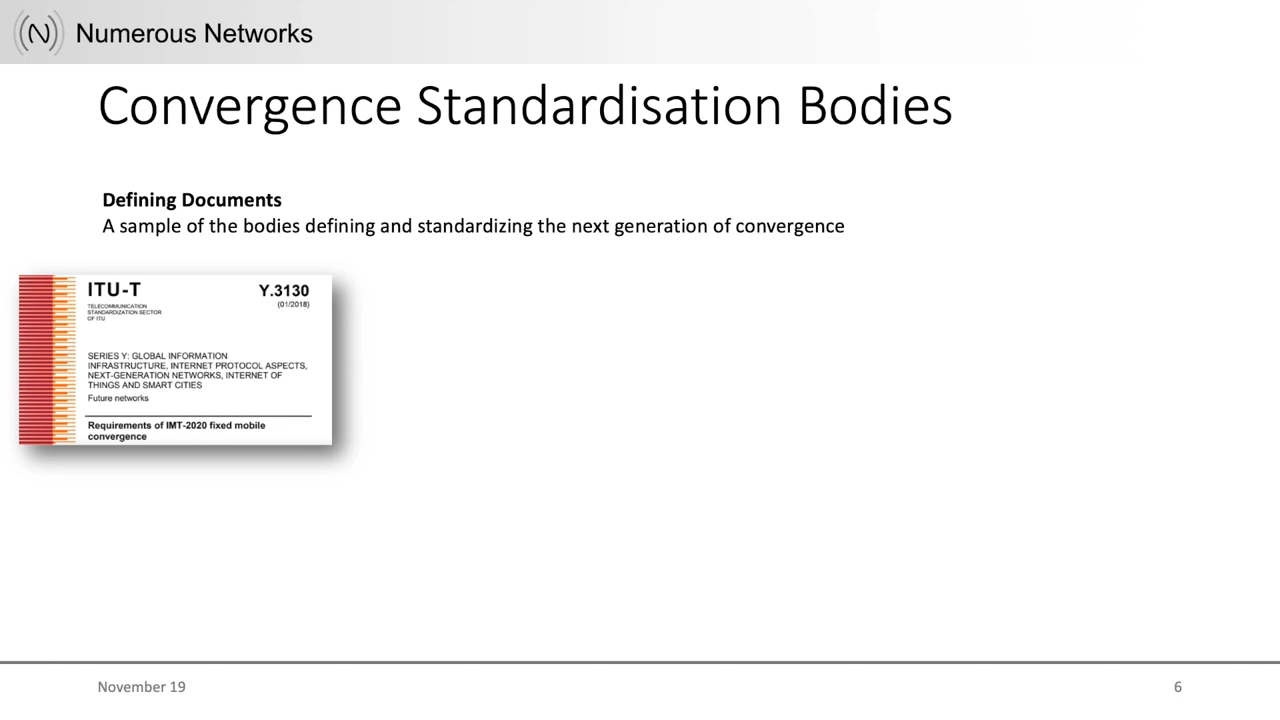 (N) Numerous Networks
Convergence Standardisation Bodies
Defining Documents
A sample of the bodies defining and standardizing the next generation of convergence
ITU-T
Y.3130
TELECOMMUNICATION
STANDARDIZATION SECTOR
OF ITU
(01/2018)
SERIES Y: GLOBAL INFORMATION
INFRASTRUCTURE, INTERNET PROTOCOL ASPECTS,
NEXT-GENERATION NETWORKS, INTERNET OF
THINGS AND SMART CITIES
Future networks
Requirements of IMT-2020 fixed mobile
convergence
November 19
6